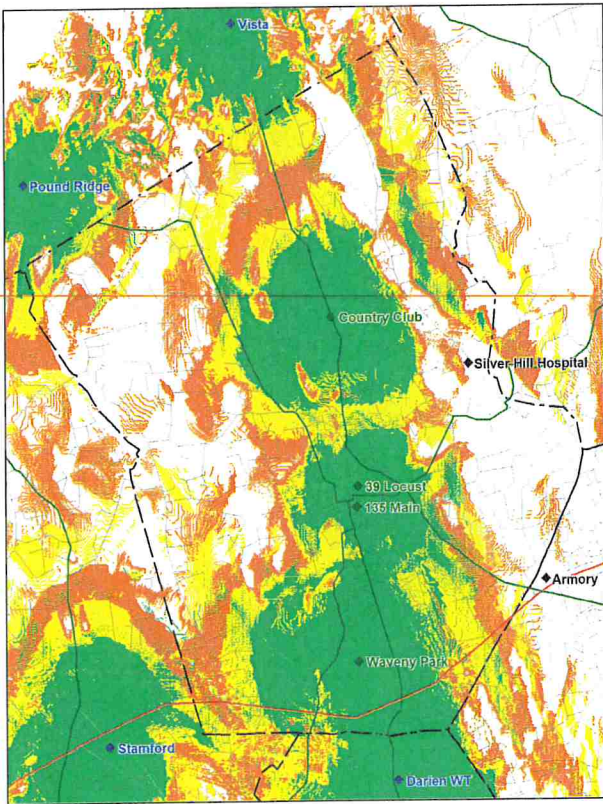 Vista
Pound Ridge
Country Club
Silver Hill Hospital
39 Locust
135 Main
Armory
Waveny Park
Stamford
Darien WT